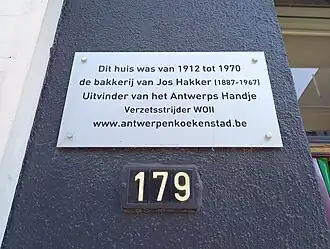 Dit huis was van 1912 tot 1970
de bakkerij van Jos Hakker (1887-1967)
Uitvinder van het Antwerps Handje
Verzetsstrijder WOII
www.antwerpenkoekenstad.be
179